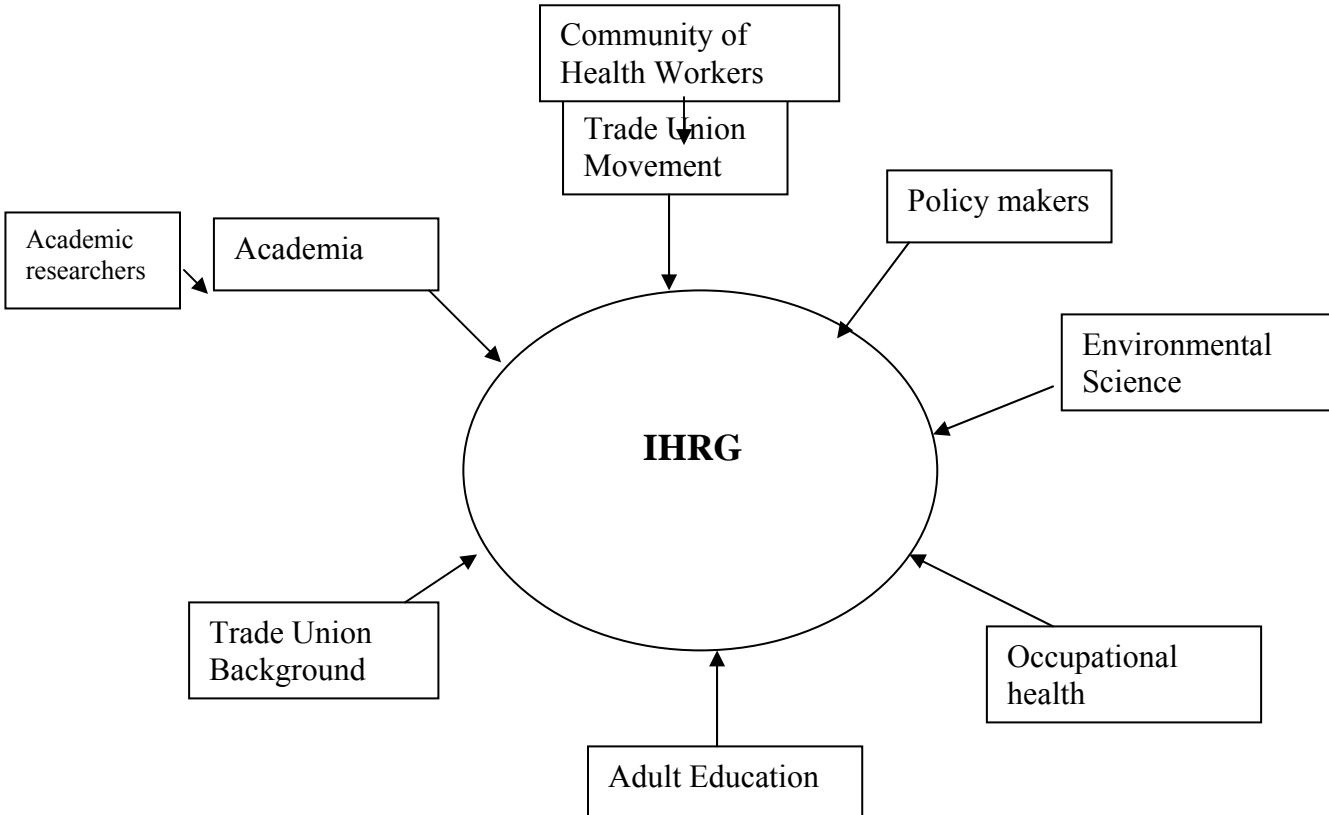 Community of
Health Workers
Trade Union
Movement
Policy makers
Academic
researchers
Academia
Environmental
Science
IHRG
Trade Union
Background
Occupational
health
Adult Education